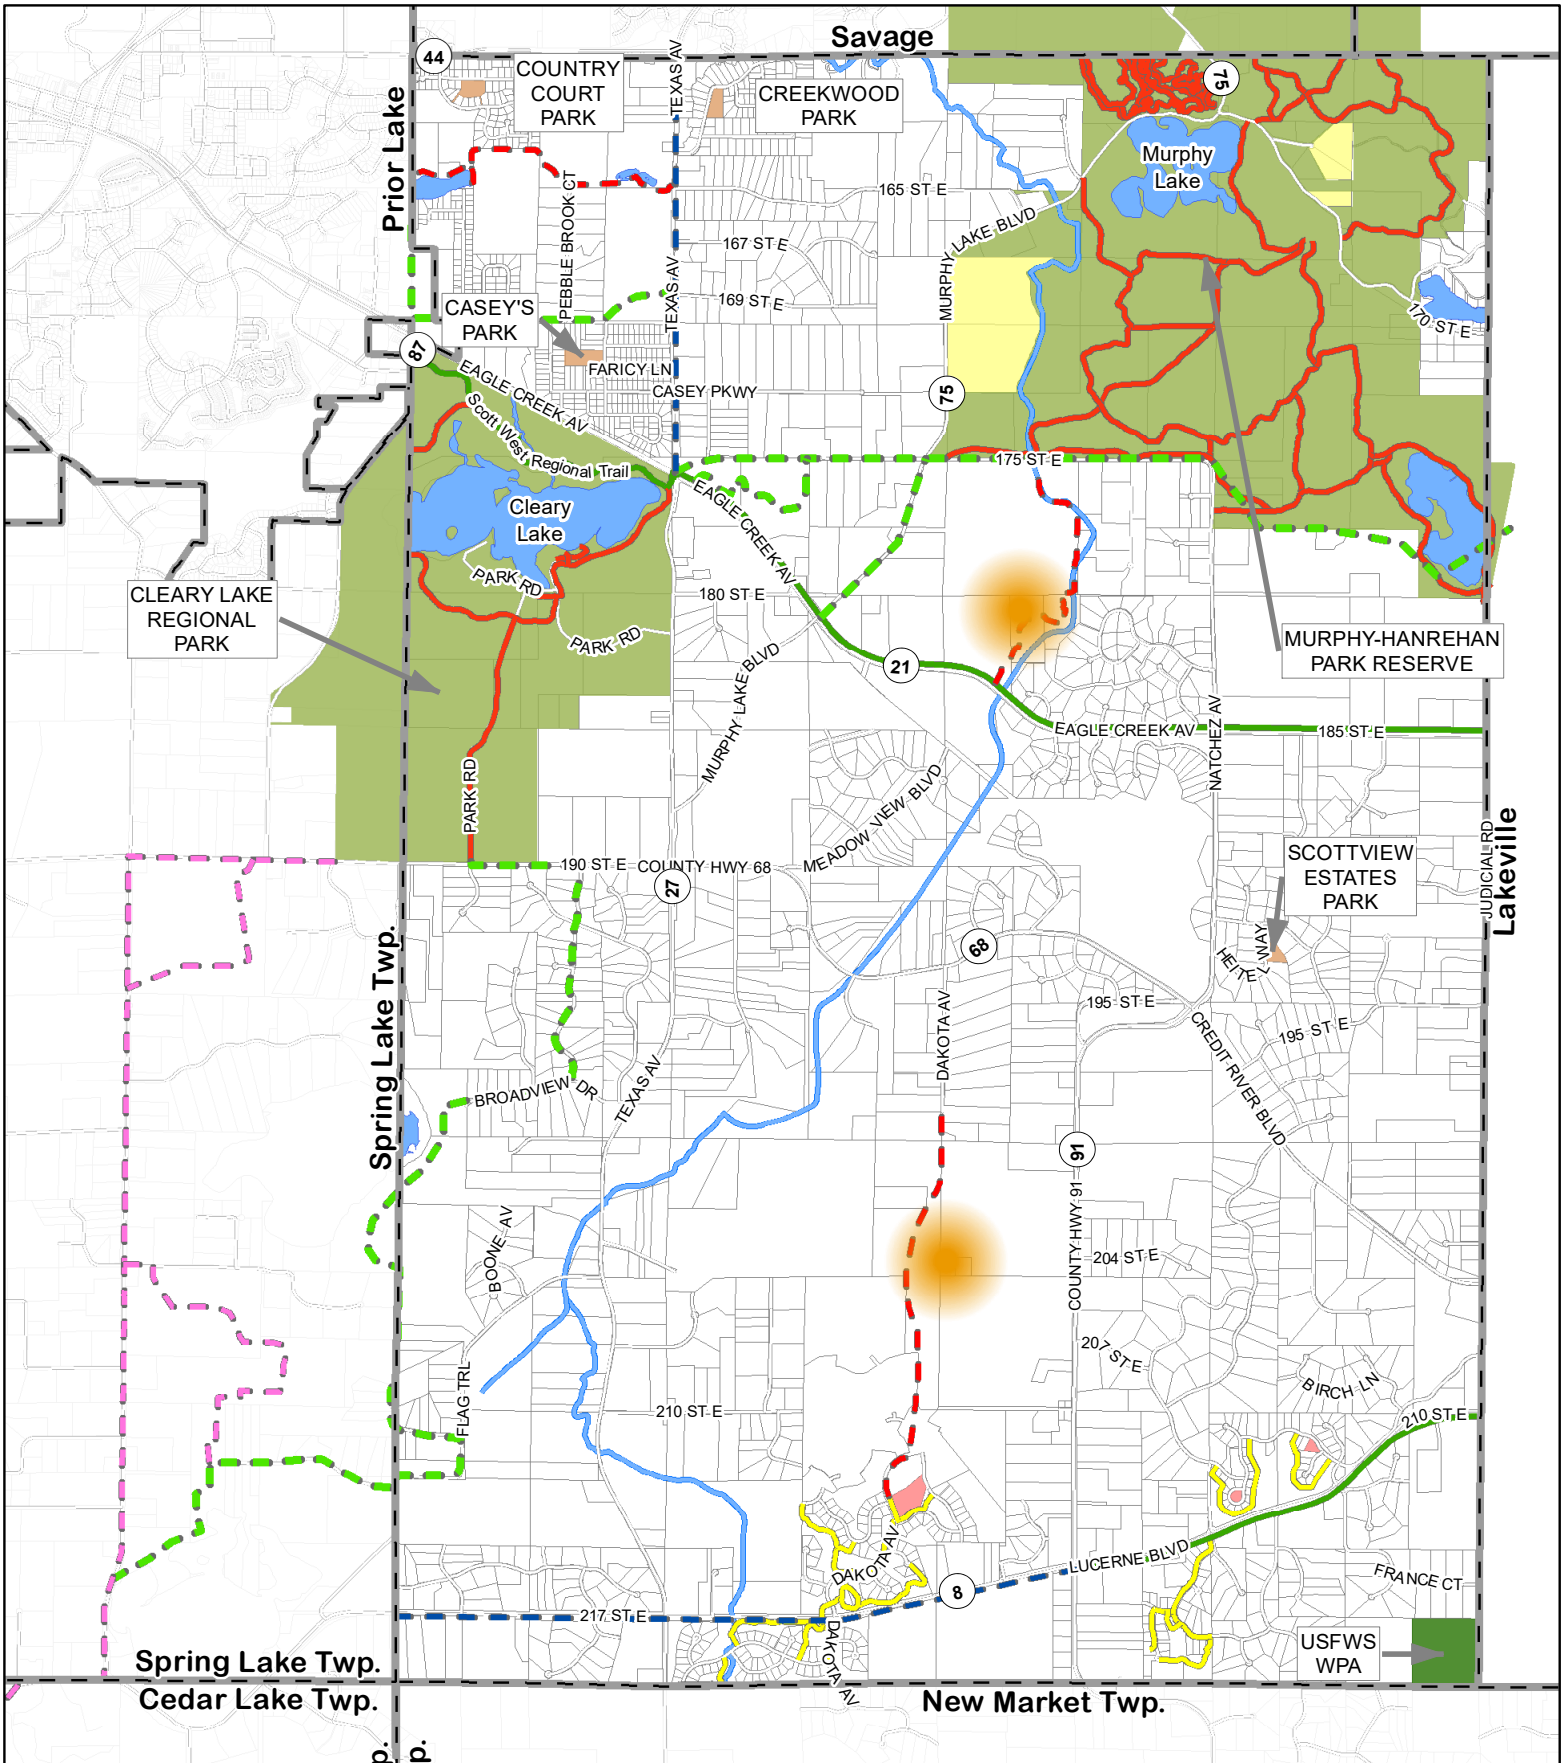 Savage
44
COUNTRY
COURT
PARK
TEXAS AV
CREEKWOOD
PARK
75
Prior Lake
Murphy
Lake
165 ST E
PEBBLE BROOK CT
MURPHY LAKE BLVD
167 ST E
TEXAS AV
169 ST E
CASEY'S
PARK
170 ST E
87
EAGLE CREEK AV
FARICY LN
CASEY PKWY
75
Scott West Regional Trail
175 ST E
Cleary
Lake
EAGLE CREEK AV
PARK RD
180 ST E
CLEARY LAKE
REGIONAL
PARK
PARK RD
MURPHY LAKE BLVD
21
MURPHY-HANREHAN
PARK RESERVE
EAGLE CREEK AV
NATCHEZ AV
185 ST E
PARK RD
MEADOW VIEW BLVD
190 ST E
COUNTY HWY 68
27
SCOTTVIEW
ESTATES
PARK
JUDICIAL RD
Lakeville
68
HEITEL WAY
Spring Lake Twp.
DAKOTA AV
195 ST E
CREDIT RIVER BLVD
195 ST E
BROADVIEW DR
TEXAS AV
91
BOONE AV
COUNTY HWY 91
204 ST E
207 ST E
FLAG TRL
BIRCH LN
210 ST E
210 ST E
DAKOTA AV
LUCERNE BLVD
8
FRANCE CT
217 ST E
DAKOTA AV
USFWS
WPA
Spring Lake Twp.
Cedar Lake Twp.
New Market Twp.
p.
p.